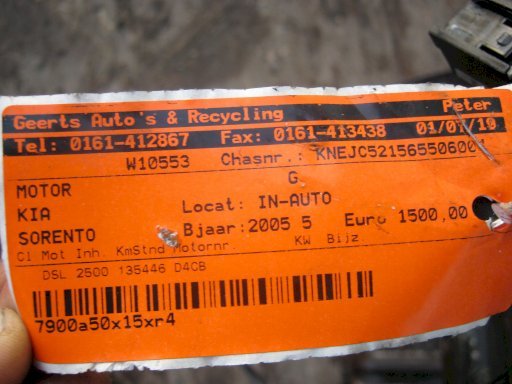 Geerts Auto's & Recycling Peter
Tel: 0161-412867 Fax: 0161-413438 01/07/19
W10553 Chasnr.: KNEJC52156550600
MOTOR G
KIA Locat: IN-AUTO
SORENTO Bjaar:2005 5 Euro 1500,00
Cl Mot Inh. KmStnd Motornr. KW Bijz.
DSL 2500 135446 D4CB
7900a50x15xr4